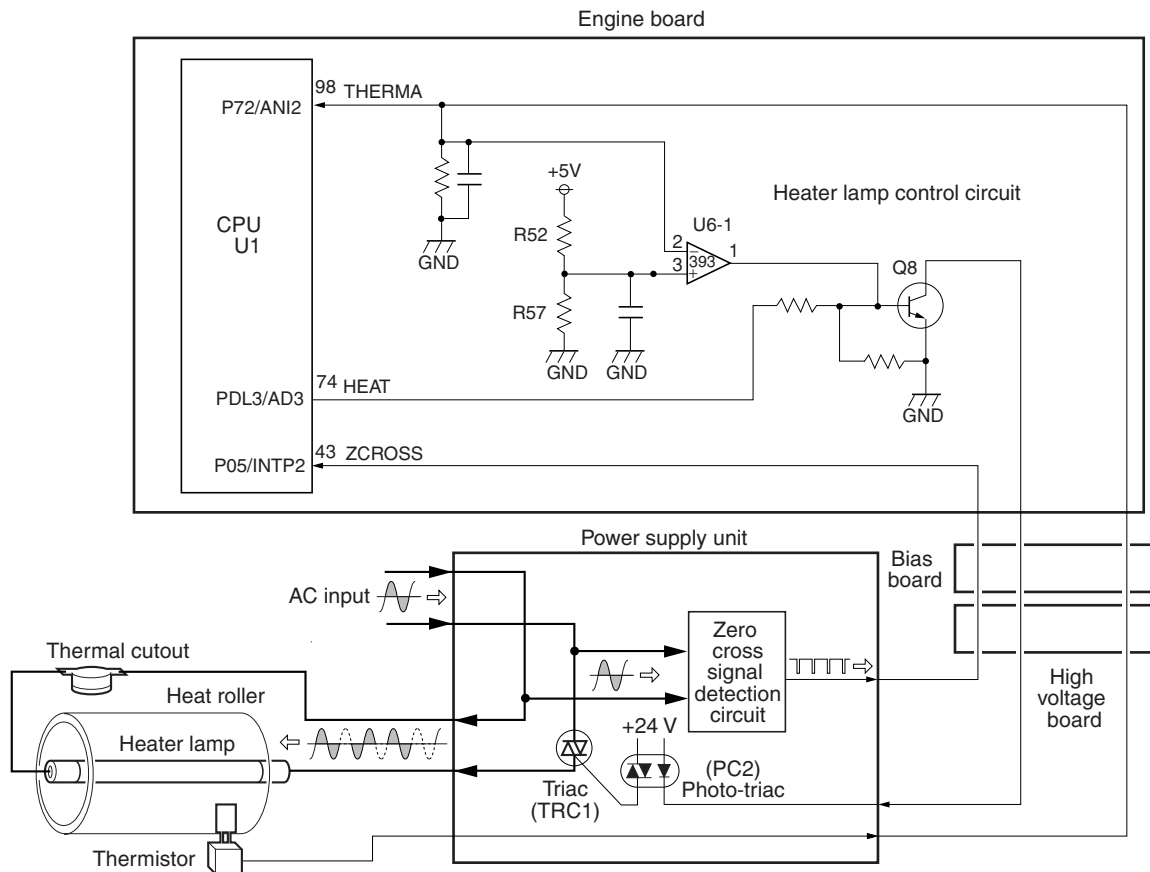 Engine board
98 THERMA
P72/ANI2
+5V
Heater lamp control circuit
CPU
U1
R52
U6-1
2
1
393
3
GND
Q8
R57
GND
GND
74 HEAT
PDL3/AD3
GND
43 ZCROSS
P05/INTP2
Power supply unit
Bias
board
AC input
Zero
cross
signal
detection
circuit
Thermal cutout
High
voltage
board
Heat roller
+24 V
Heater lamp
(PC2)
Photo-triac
Triac
(TRC1)
Thermistor